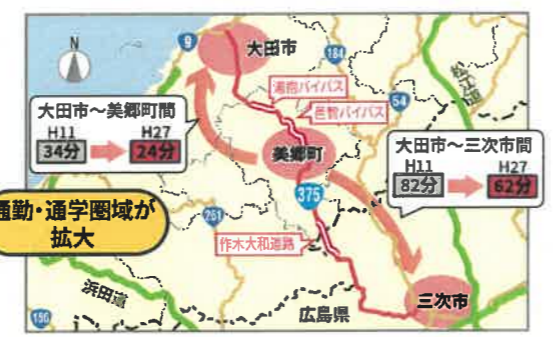 N
9
大田市
184
松江道
湯抱バイパス
54
邑智バイパス
大田市～美郷町間
H11 H27
34分 24分
美郷町
大田市～三次市間
H11 H27
82分 62分
375
通勤・通学圏域が
拡大
261
作木大和道路
浜田道
三次市
広島県
186